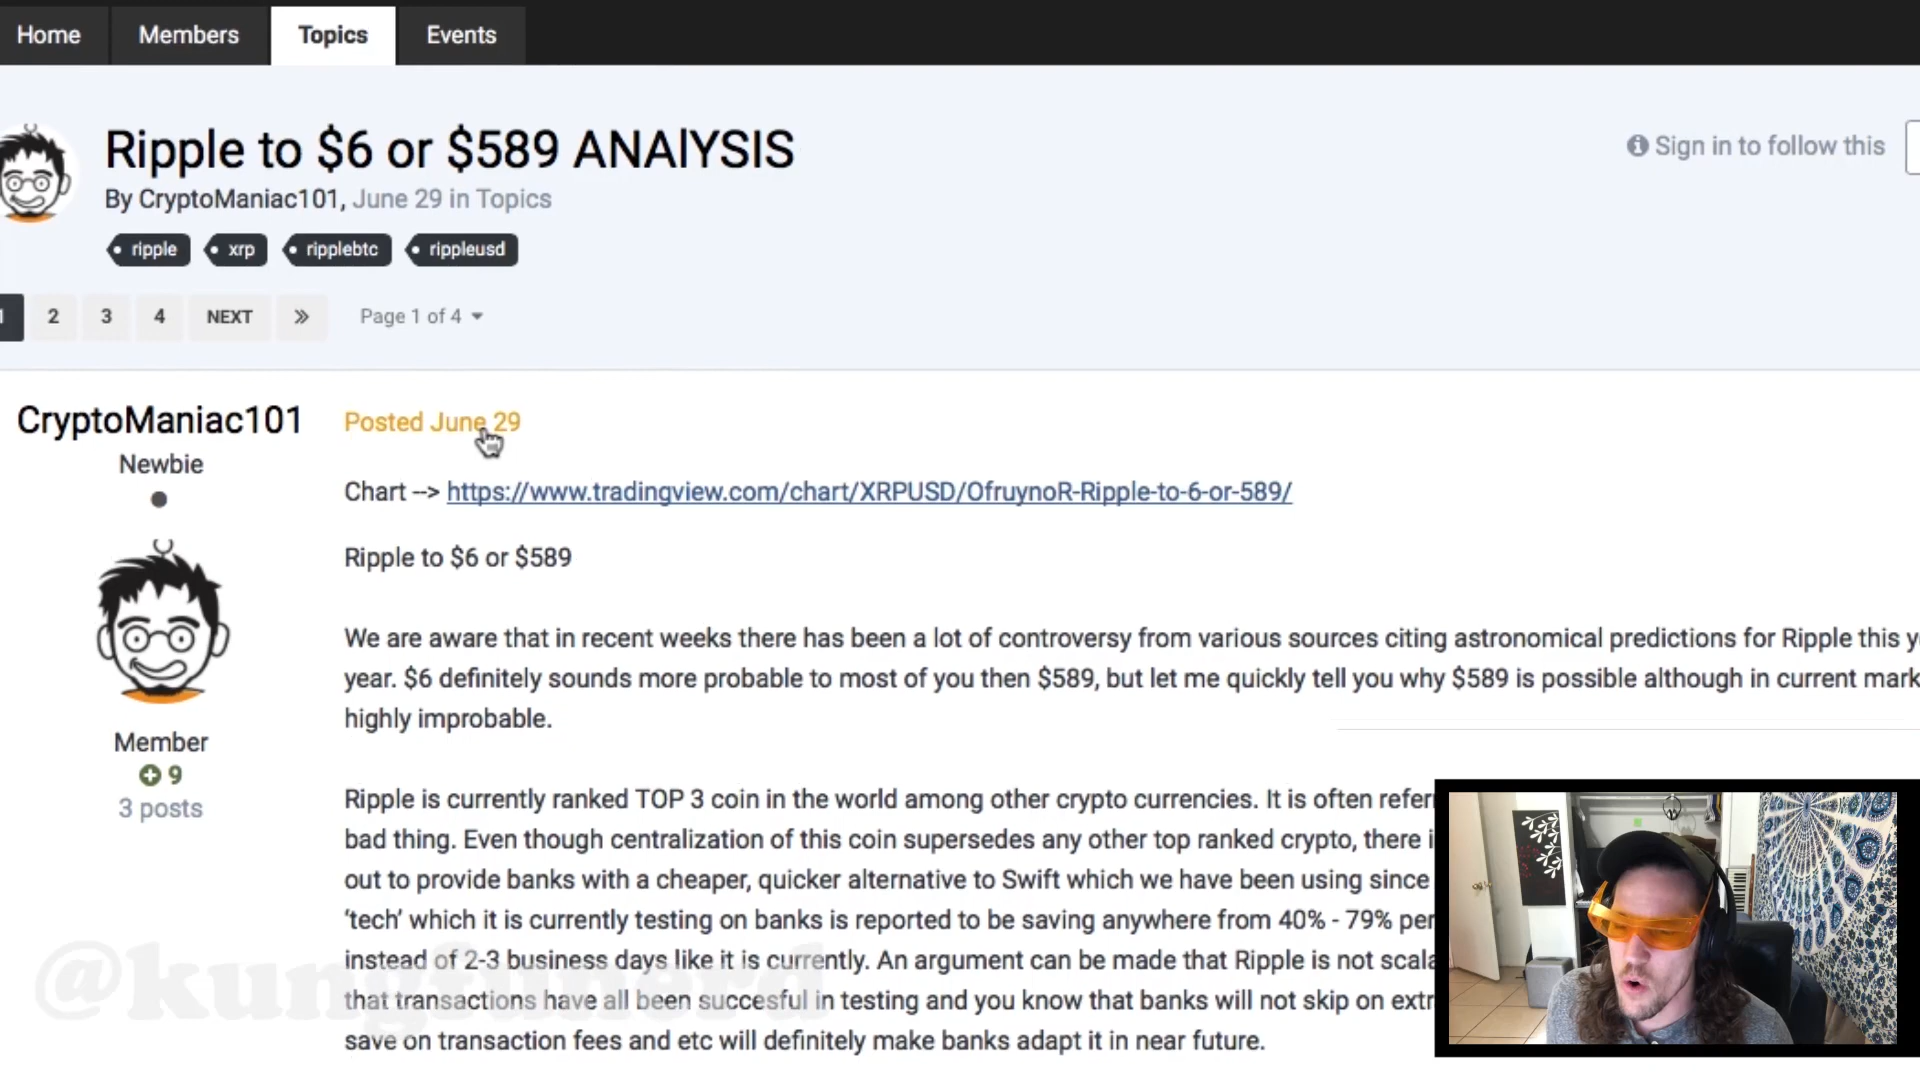 Home Members Topics Events
Ripple to $6 or $589 ANAlYSIS
Sign in to follow this
By CryptoManiac101, June 29 in Topics
ripple xrp ripplebtc rippleusd
1 2 3 4 NEXT » Page 1 of 4
CryptoManiac101
Newbie
Member
9
3 posts
Posted June 29
Chart --> https://www.tradingview.com/chart/XRPUSD/OfruynoR-Ripple-to-6-or-589/
Ripple to $6 or $589
We are aware that in recent weeks there has been a lot of controversy from various sources citing astronomical predictions for Ripple this y
year. $6 definitely sounds more probable to most of you then $589, but let me quickly tell you why $589 is possible although in current mark
highly improbable.
Ripple is currently ranked TOP 3 coin in the world among other crypto currencies. It is often refer
bad thing. Even though centralization of this coin supersedes any other top ranked crypto, there i
out to provide banks with a cheaper, quicker alternative to Swift which we have been using since
‘tech’ which it is currently testing on banks is reported to be saving anywhere from 40% - 79% per
instead of 2-3 business days like it is currently. An argument can be made that Ripple is not scala
that transactions have all been succesful in testing and you know that banks will not skip on extr
save on transaction fees and etc will definitely make banks adapt it in near future.
@kungfunerd